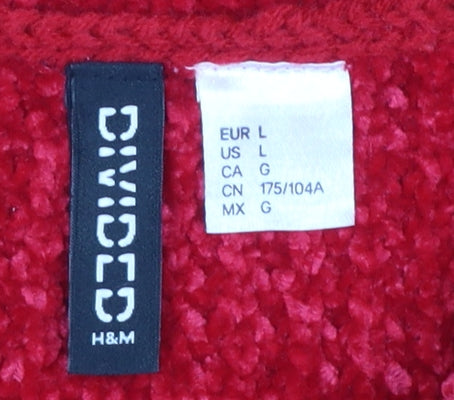 DIVIDED
H&M
EUR L
US L
CA G
CN 175/104A
MX G